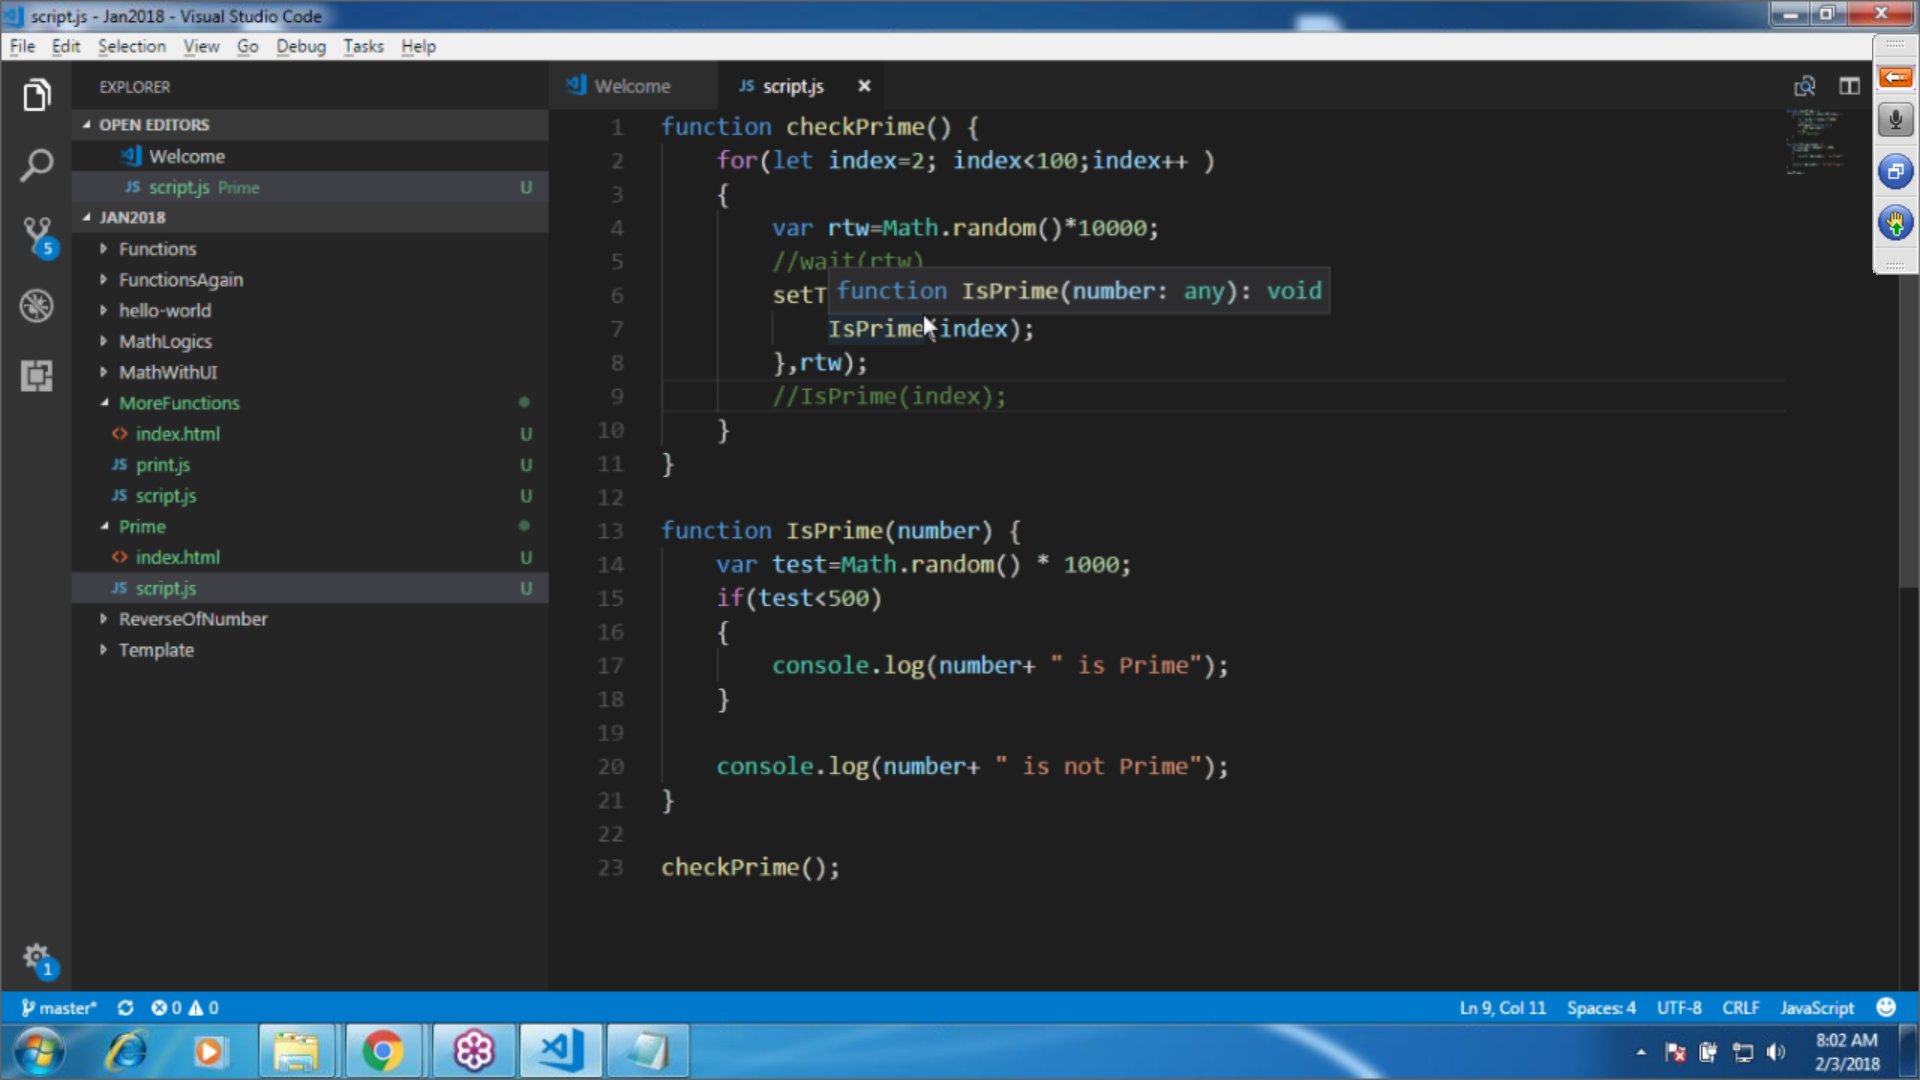 script.js - Jan2018 - Visual Studio Code
File Edit Selection View Go Debug Tasks Help
EXPLORER
OPEN EDITORS
Welcome
JS script.js Prime U
JAN2018
Functions
FunctionsAgain
hello-world
MathLogics
MathWithUI
MoreFunctions
<> index.html U
JS print.js U
JS script.js U
Prime
<> index.html U
JS script.js U
ReverseOfNumber
Template
5
1
Welcome JS script.js
1 function checkPrime() {
2 for(let index=2; index<100;index++ )
3 {
4 var rtw=Math.random()*10000;
5 //wait(rtw)
function IsPrime(number: any): void
6 setT
7 IsPrime(index);
8 },rtw);
9 //IsPrime(index);
10 }
11 }
12
13 function IsPrime(number) {
14 var test=Math.random() * 1000;
15 if(test<500)
16 {
17 console.log(number+ " is Prime");
18 }
19
20 console.log(number+ " is not Prime");
21 }
22
23 checkPrime();
master* 0 0 Ln 9, Col 11 Spaces: 4 UTF-8 CRLF JavaScript
8:02 AM
2/3/2018